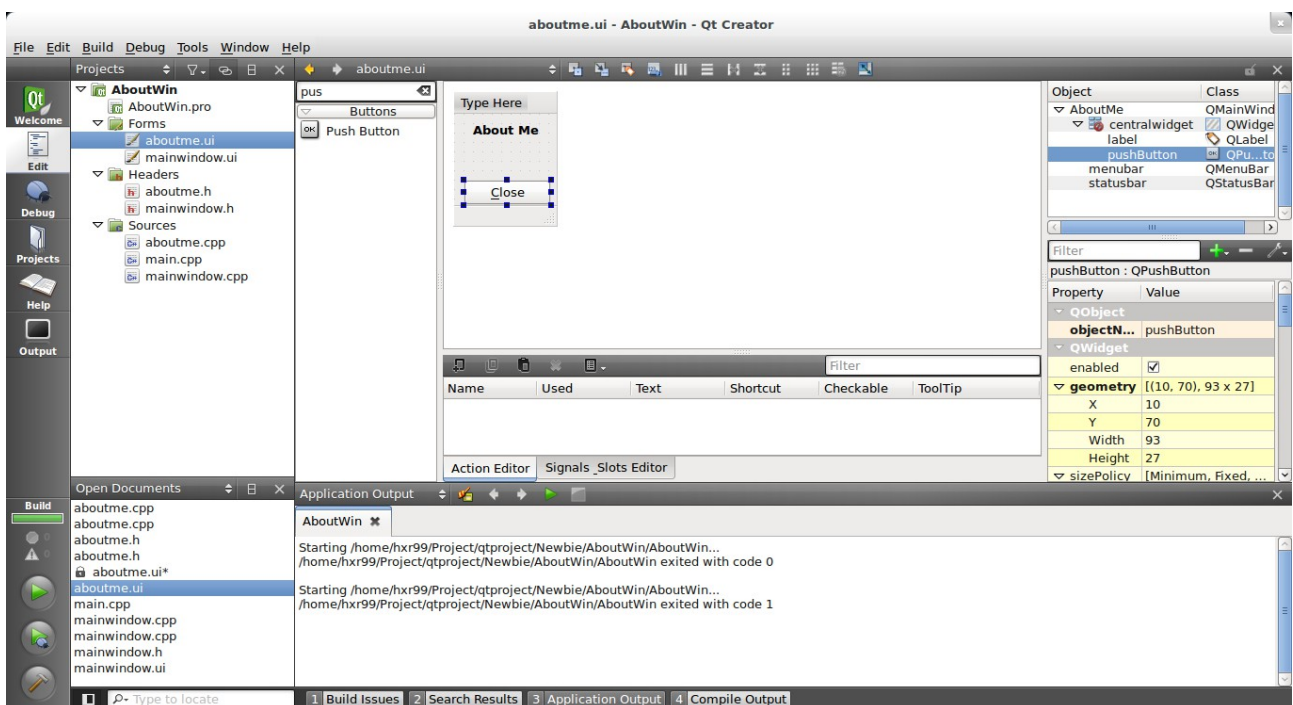 aboutme.ui - AboutWin - Qt Creator
File Edit Build Debug Tools Window Help
Projects
aboutme.ui
Welcome
Edit
Debug
Projects
Help
Output
AboutWin
AboutWin.pro
Forms
aboutme.ui
mainwindow.ui
Headers
aboutme.h
mainwindow.h
Sources
aboutme.cpp
main.cpp
mainwindow.cpp
pus
Buttons
OK Push Button
Type Here
About Me
Close
Object Class
AboutMe QMainWind
centralwidget QWidge
label QLabel
pushButton QPu...to
menubar QMenuBar
statusbar QStatusBar
Filter
pushButton : QPushButton
Property Value
QObject
objectN... pushButton
QWidget
enabled
geometry [(10, 70), 93 x 27]
X 10
Y 70
Width 93
Height 27
sizePolicy [Minimum, Fixed, ...
Filter
Name Used Text Shortcut Checkable ToolTip
Action Editor Signals _Slots Editor
Open Documents
aboutme.cpp
aboutme.cpp
aboutme.h
aboutme.h
aboutme.ui*
aboutme.ui
main.cpp
mainwindow.cpp
mainwindow.cpp
mainwindow.h
mainwindow.ui
Build
0
0
Application Output
AboutWin
Starting /home/hxr99/Project/qtproject/Newbie/AboutWin/AboutWin...
/home/hxr99/Project/qtproject/Newbie/AboutWin/AboutWin exited with code 0
Starting /home/hxr99/Project/qtproject/Newbie/AboutWin/AboutWin...
/home/hxr99/Project/qtproject/Newbie/AboutWin/AboutWin exited with code 1
Type to locate
1 Build Issues 2 Search Results 3 Application Output 4 Compile Output